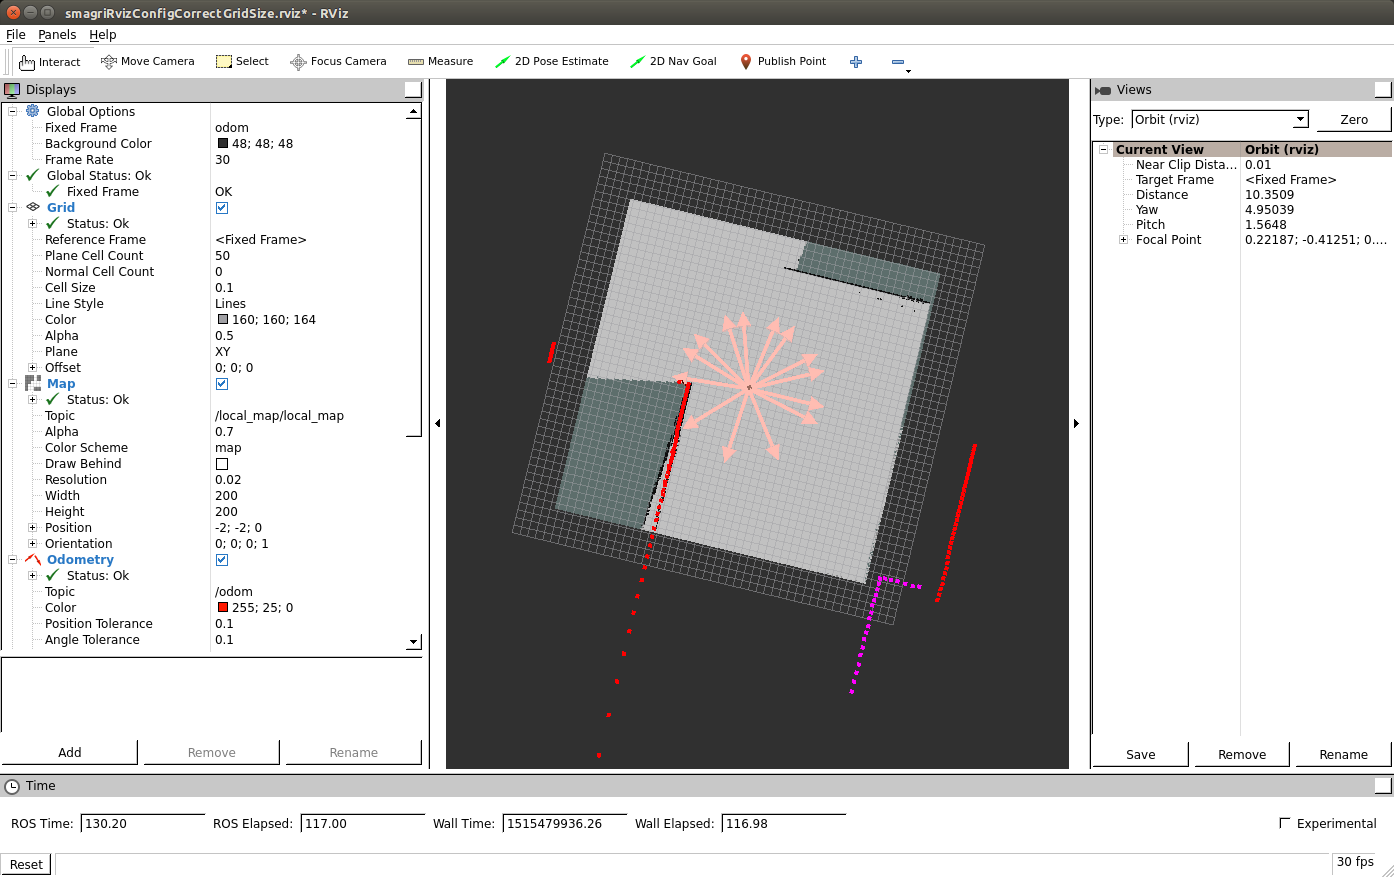 smagriRvizConfigCorrectGridSize.rviz* - RViz
File Panels Help
Interact Move Camera Select Focus Camera Measure 2D Pose Estimate 2D Nav Goal Publish Point
Displays
Global Options
Fixed Frame odom
Background Color 48; 48; 48
Frame Rate 30
Global Status: Ok
Fixed Frame OK
Grid
Status: Ok
Reference Frame <Fixed Frame>
Plane Cell Count 50
Normal Cell Count 0
Cell Size 0.1
Line Style Lines
Color 160; 160; 164
Alpha 0.5
Plane XY
Offset 0; 0; 0
Map
Status: Ok
Topic /local_map/local_map
Alpha 0.7
Color Scheme map
Draw Behind
Resolution 0.02
Width 200
Height 200
Position -2; -2; 0
Orientation 0; 0; 0; 1
Odometry
Status: Ok
Topic /odom
Color 255; 25; 0
Position Tolerance 0.1
Angle Tolerance 0.1
Add Remove Rename
Views
Type: Orbit (rviz) Zero
Current View Orbit (rviz)
Near Clip Dista... 0.01
Target Frame <Fixed Frame>
Distance 10.3509
Yaw 4.95039
Pitch 1.5648
Focal Point 0.22187; -0.41251; 0....
Save Remove Rename
Time
ROS Time: 130.20 ROS Elapsed: 117.00 Wall Time: 1515479936.26 Wall Elapsed: 116.98 Experimental
Reset 30 fps